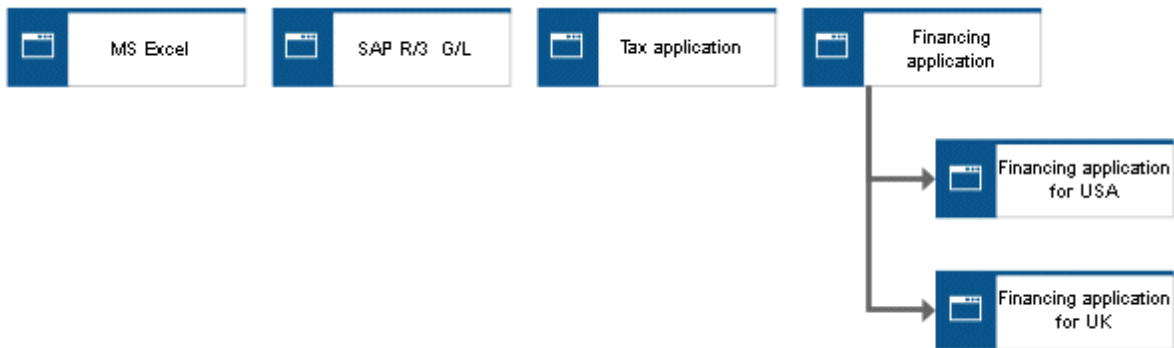 MS Excel
SAP R/3 G/L
Tax application
Financing
application
Financing application
for USA
Financing application
for UK